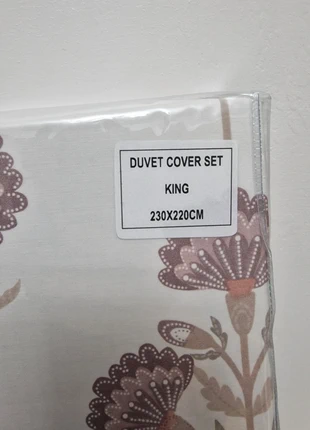 DUVET COVER SET
KING
230X220CM